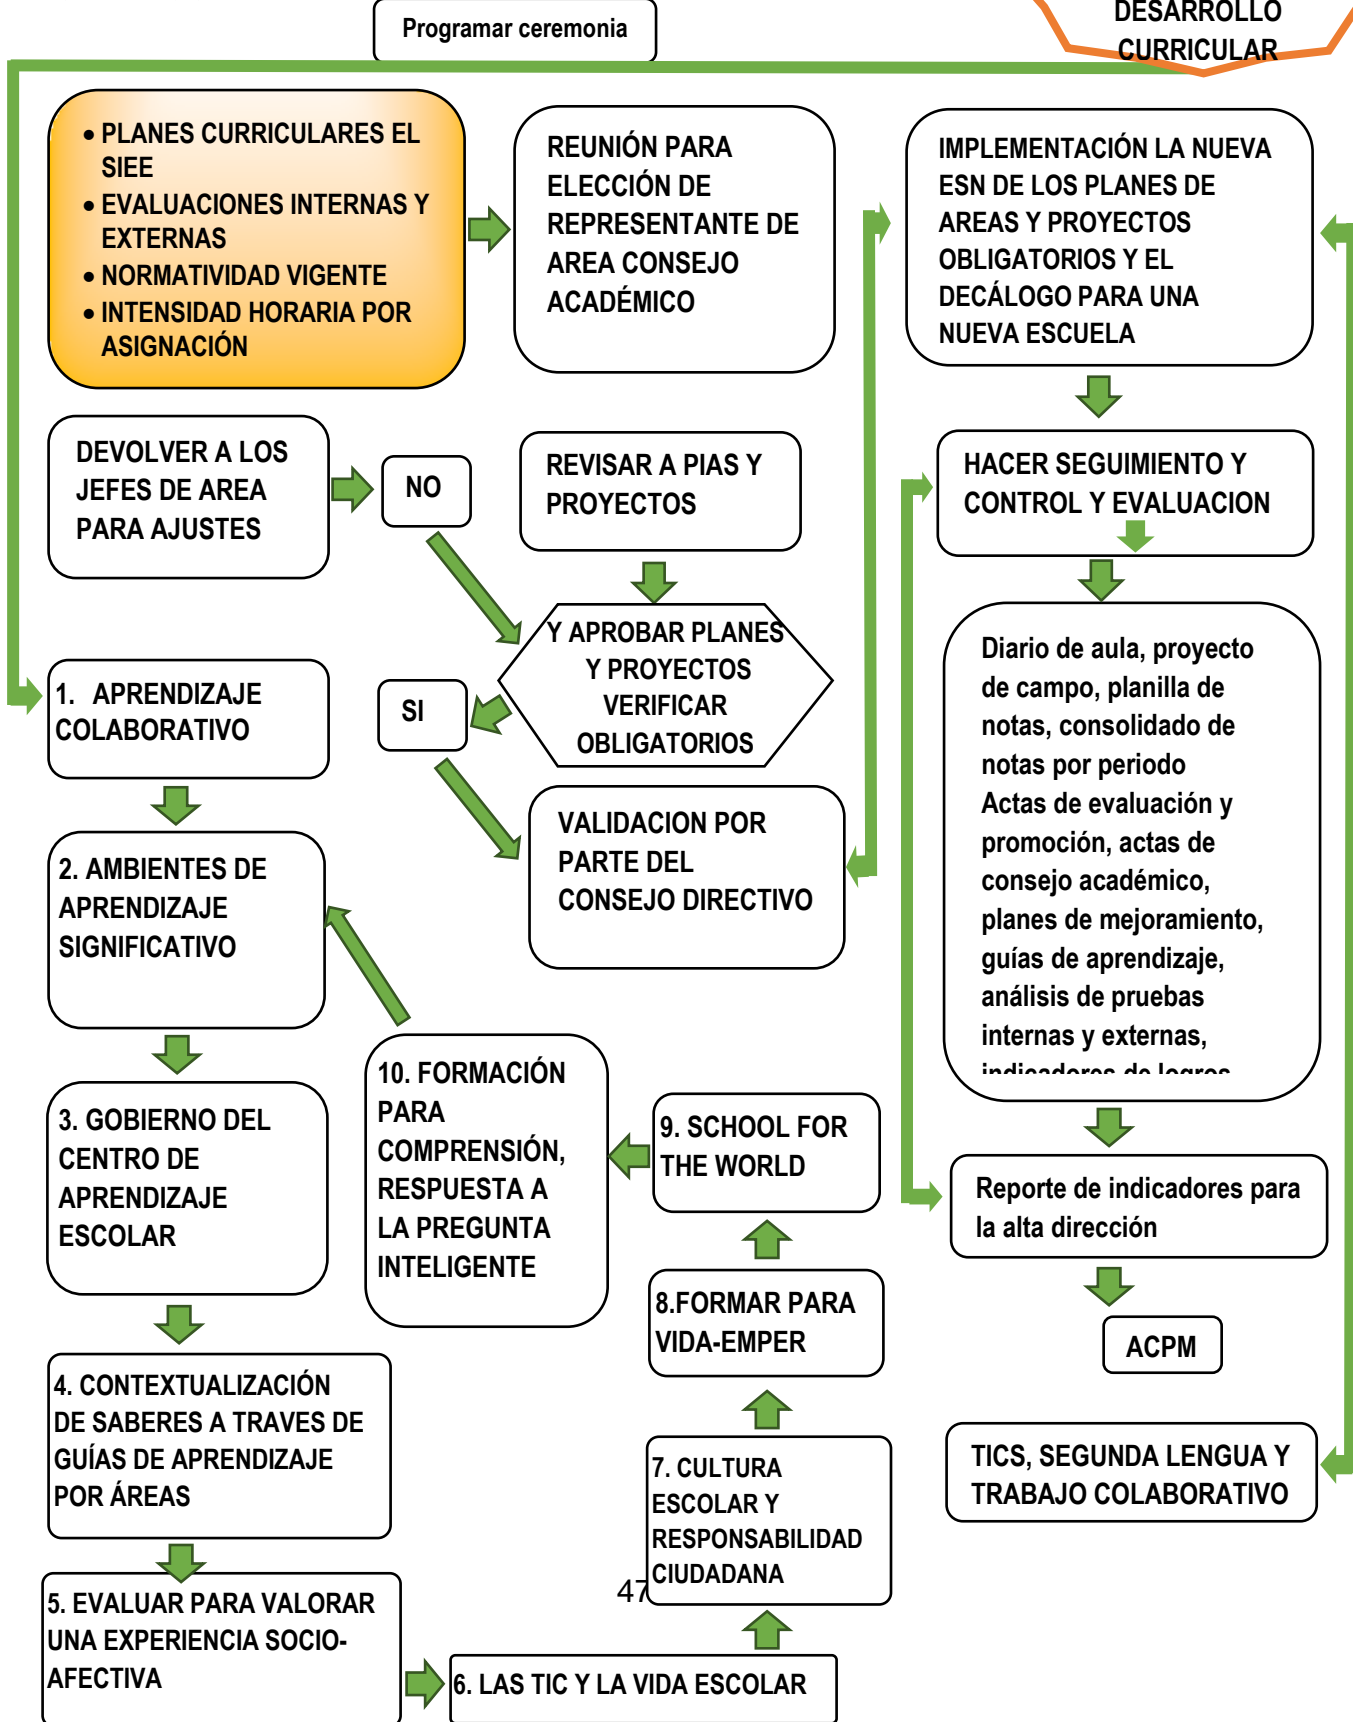 DESARROLLO
CURRICULAR
Programar ceremonia
• PLANES CURRICULARES EL
SIEE
• EVALUACIONES INTERNAS Y
EXTERNAS
• NORMATIVIDAD VIGENTE
• INTENSIDAD HORARIA POR
ASIGNACIÓN
REUNIÓN PARA
ELECCIÓN DE
REPRESENTANTE DE
AREA CONSEJO
ACADÉMICO
IMPLEMENTACIÓN LA NUEVA
ESN DE LOS PLANES DE
AREAS Y PROYECTOS
OBLIGATORIOS Y EL
DECÁLOGO PARA UNA
NUEVA ESCUELA
DEVOLVER A LOS
JEFES DE AREA
PARA AJUSTES
NO
REVISAR A PIAS Y
PROYECTOS
HACER SEGUIMIENTO Y
CONTROL Y EVALUACION
Y APROBAR PLANES
Y PROYECTOS
VERIFICAR
OBLIGATORIOS
SI
VALIDACION POR
PARTE DEL
CONSEJO DIRECTIVO
Diario de aula, proyecto
de campo, planilla de
notas, consolidado de
notas por periodo
Actas de evaluación y
promoción, actas de
consejo académico,
planes de mejoramiento,
guías de aprendizaje,
análisis de pruebas
internas y externas,
indicadores de logros
1. APRENDIZAJE
COLABORATIVO
2. AMBIENTES DE
APRENDIZAJE
SIGNIFICATIVO
3. GOBIERNO DEL
CENTRO DE
APRENDIZAJE
ESCOLAR
10. FORMACIÓN
PARA
COMPRENSIÓN,
RESPUESTA A
LA PREGUNTA
INTELIGENTE
9. SCHOOL FOR
THE WORLD
Reporte de indicadores para
la alta dirección
8.FORMAR PARA
VIDA-EMPER
ACPM
4. CONTEXTUALIZACIÓN
DE SABERES A TRAVES DE
GUÍAS DE APRENDIZAJE
POR ÁREAS
7. CULTURA
ESCOLAR Y
RESPONSABILIDAD
CIUDADANA
TICS, SEGUNDA LENGUA Y
TRABAJO COLABORATIVO
5. EVALUAR PARA VALORAR
UNA EXPERIENCIA SOCIO-
AFECTIVA
6. LAS TIC Y LA VIDA ESCOLAR
47